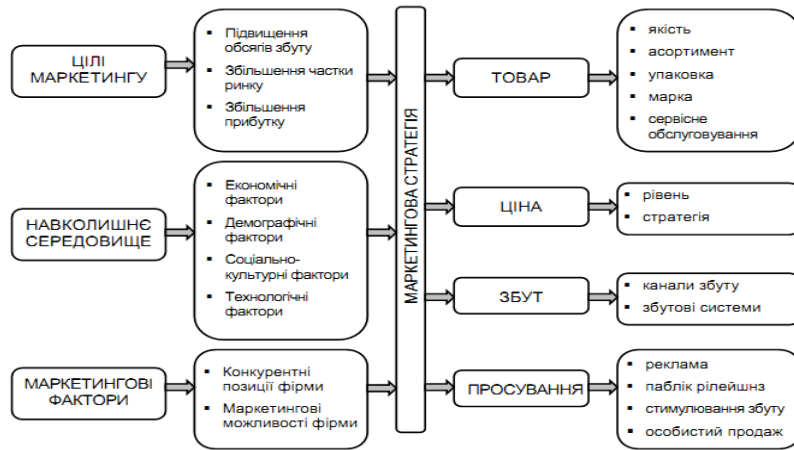 ЦІЛІ
МАРКЕТИНГУ
Підвищення
обсягів збуту
Збільшення частки
ринку
Збільшення
прибутку
НАВКОЛИШНЄ
СЕРЕДОВИЩЕ
Економічні
фактори
Демографічні
фактори
Соціально-
культурні фактори
Технологічні
фактори
МАРКЕТИНГОВІ
ФАКТОРИ
Конкурентні
позиції фірми
Маркетингові
можливості фірми
МАРКЕТИНГОВА СТРАТЕГІЯ
ТОВАР
якість
асортимент
упаковка
марка
сервісне
обслуговування
ЦІНА
рівень
стратегія
ЗБУТ
канали збуту
збутові системи
ПРОСУВАННЯ
реклама
паблік рілейшнз
стимулювання збуту
особистий продаж